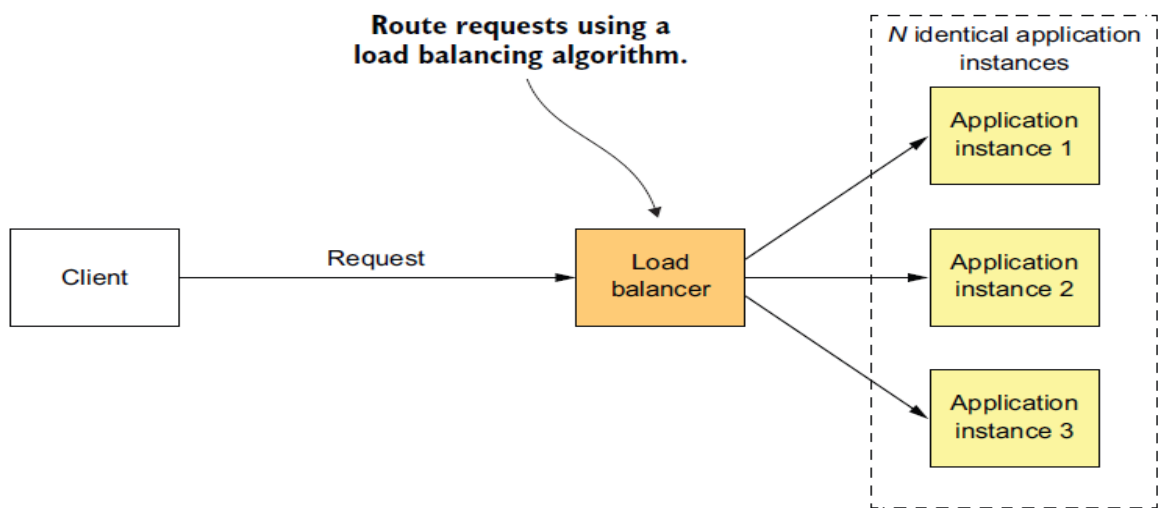 Route requests using a
load balancing algorithm.
N identical application
instances
Application
instance 1
Client
Request
Load
balancer
Application
instance 2
Application
instance 3